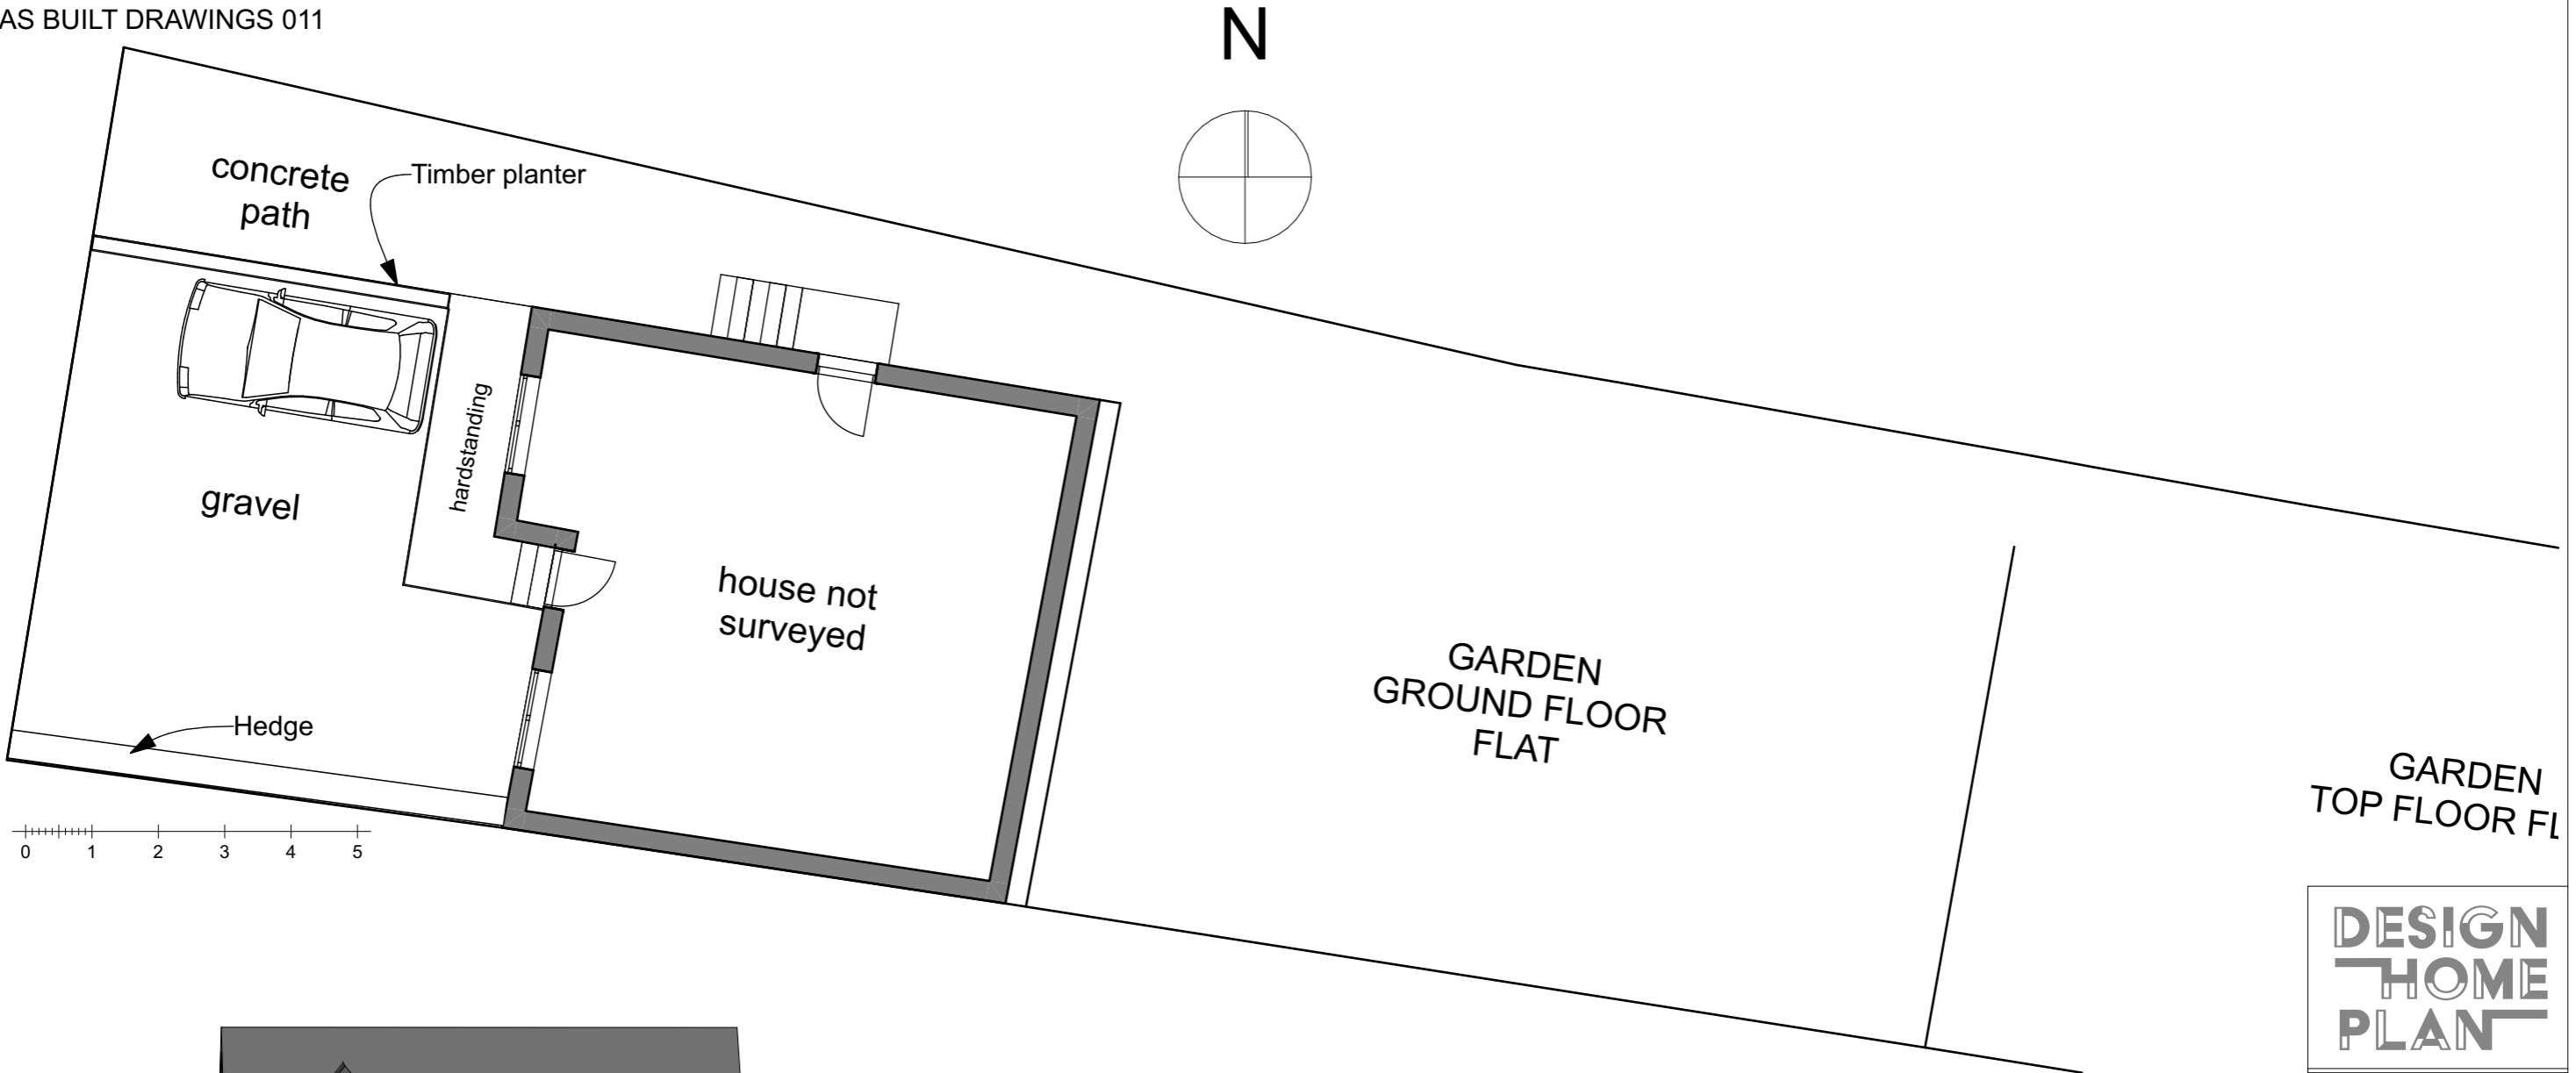 AS BUILT DRAWINGS 011
N
concrete
path
Timber planter
hardstanding
gravel
house not
surveyed
GARDEN
GROUND FLOOR
FLAT
Hedge
GARDEN
TOP FLOOR FL
0 1 2 3 4 5
DESIGN
HOME
PLAN